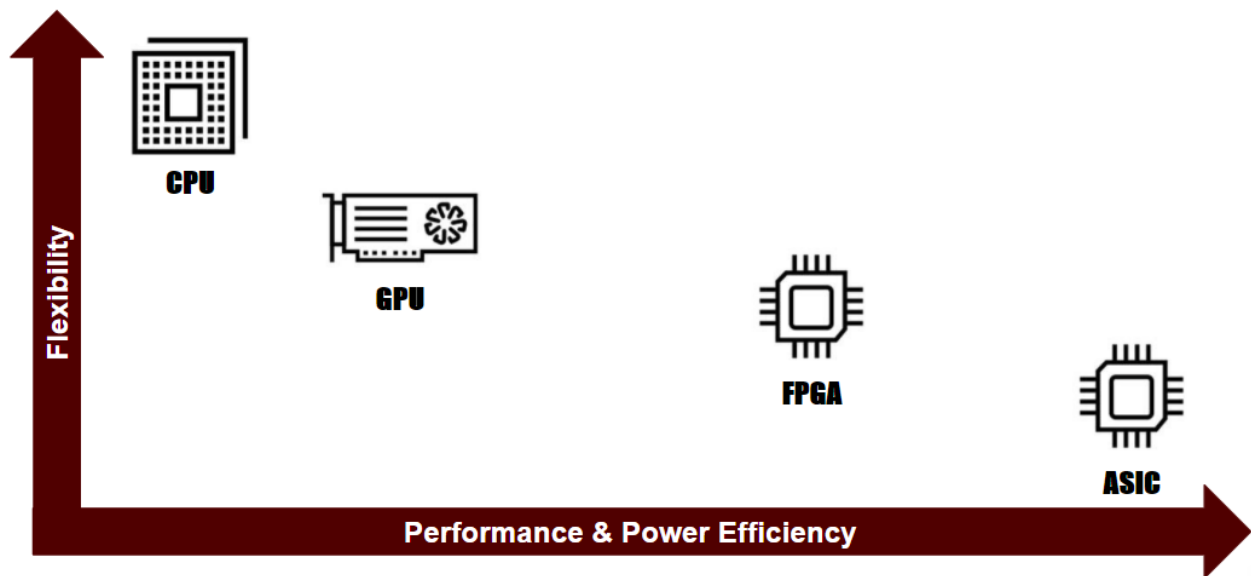 CPU
GPU
Flexibility
FPGA
ASIC
Performance & Power Efficiency